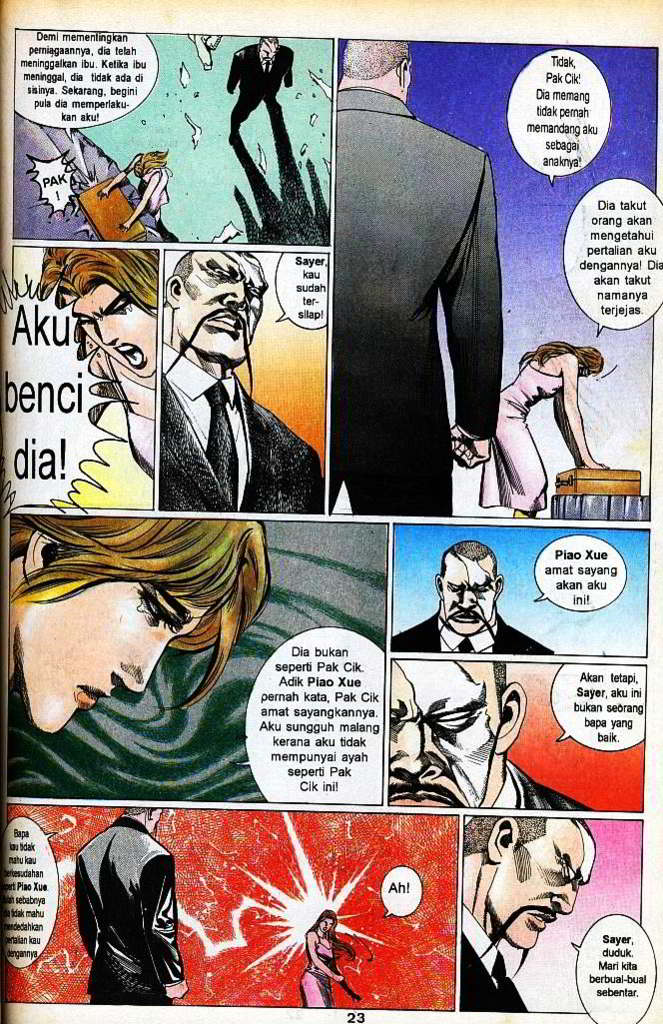 Demi mementingkan
perniagaannya, dia telah
meninggalkan ibu. Ketika ibu
meninggal, dia tidak ada di
sisinya. Sekarang, begini
pula dia memperlaku-
kan aku!
PAK
!
Tidak,
Pak Cik!
Dia memang
tidak pernah
memandang aku
sebagai
anaknya!
Dia takut
orang akan
mengetahui
pertalian aku
dengannya! Dia
akan takut
namanya
terjejas.
Aku
benci
dia!
Sayer,
kau
sudah
ter-
silap!
Dia bukan
seperti Pak Cik.
Adik Piao Xue
pernah kata, Pak Cik
amat sayangkannya.
Aku sungguh malang
kerana aku tidak
mempunyai ayah
seperti Pak
Cik ini!
Piao Xue
amat sayang
akan aku
ini!
Akan tetapi,
Sayer, aku ini
bukan seorang
bapa yang
baik.
Bapa
kau tidak
mahu kau
berkesudahan
seperti Piao Xue.
sebabnya
dia tidak mahu
mendedahkan
pertalian kau
dengannya.
Ah!
Sayer,
duduk.
Mari kita
berbual-bual
sebentar.
23